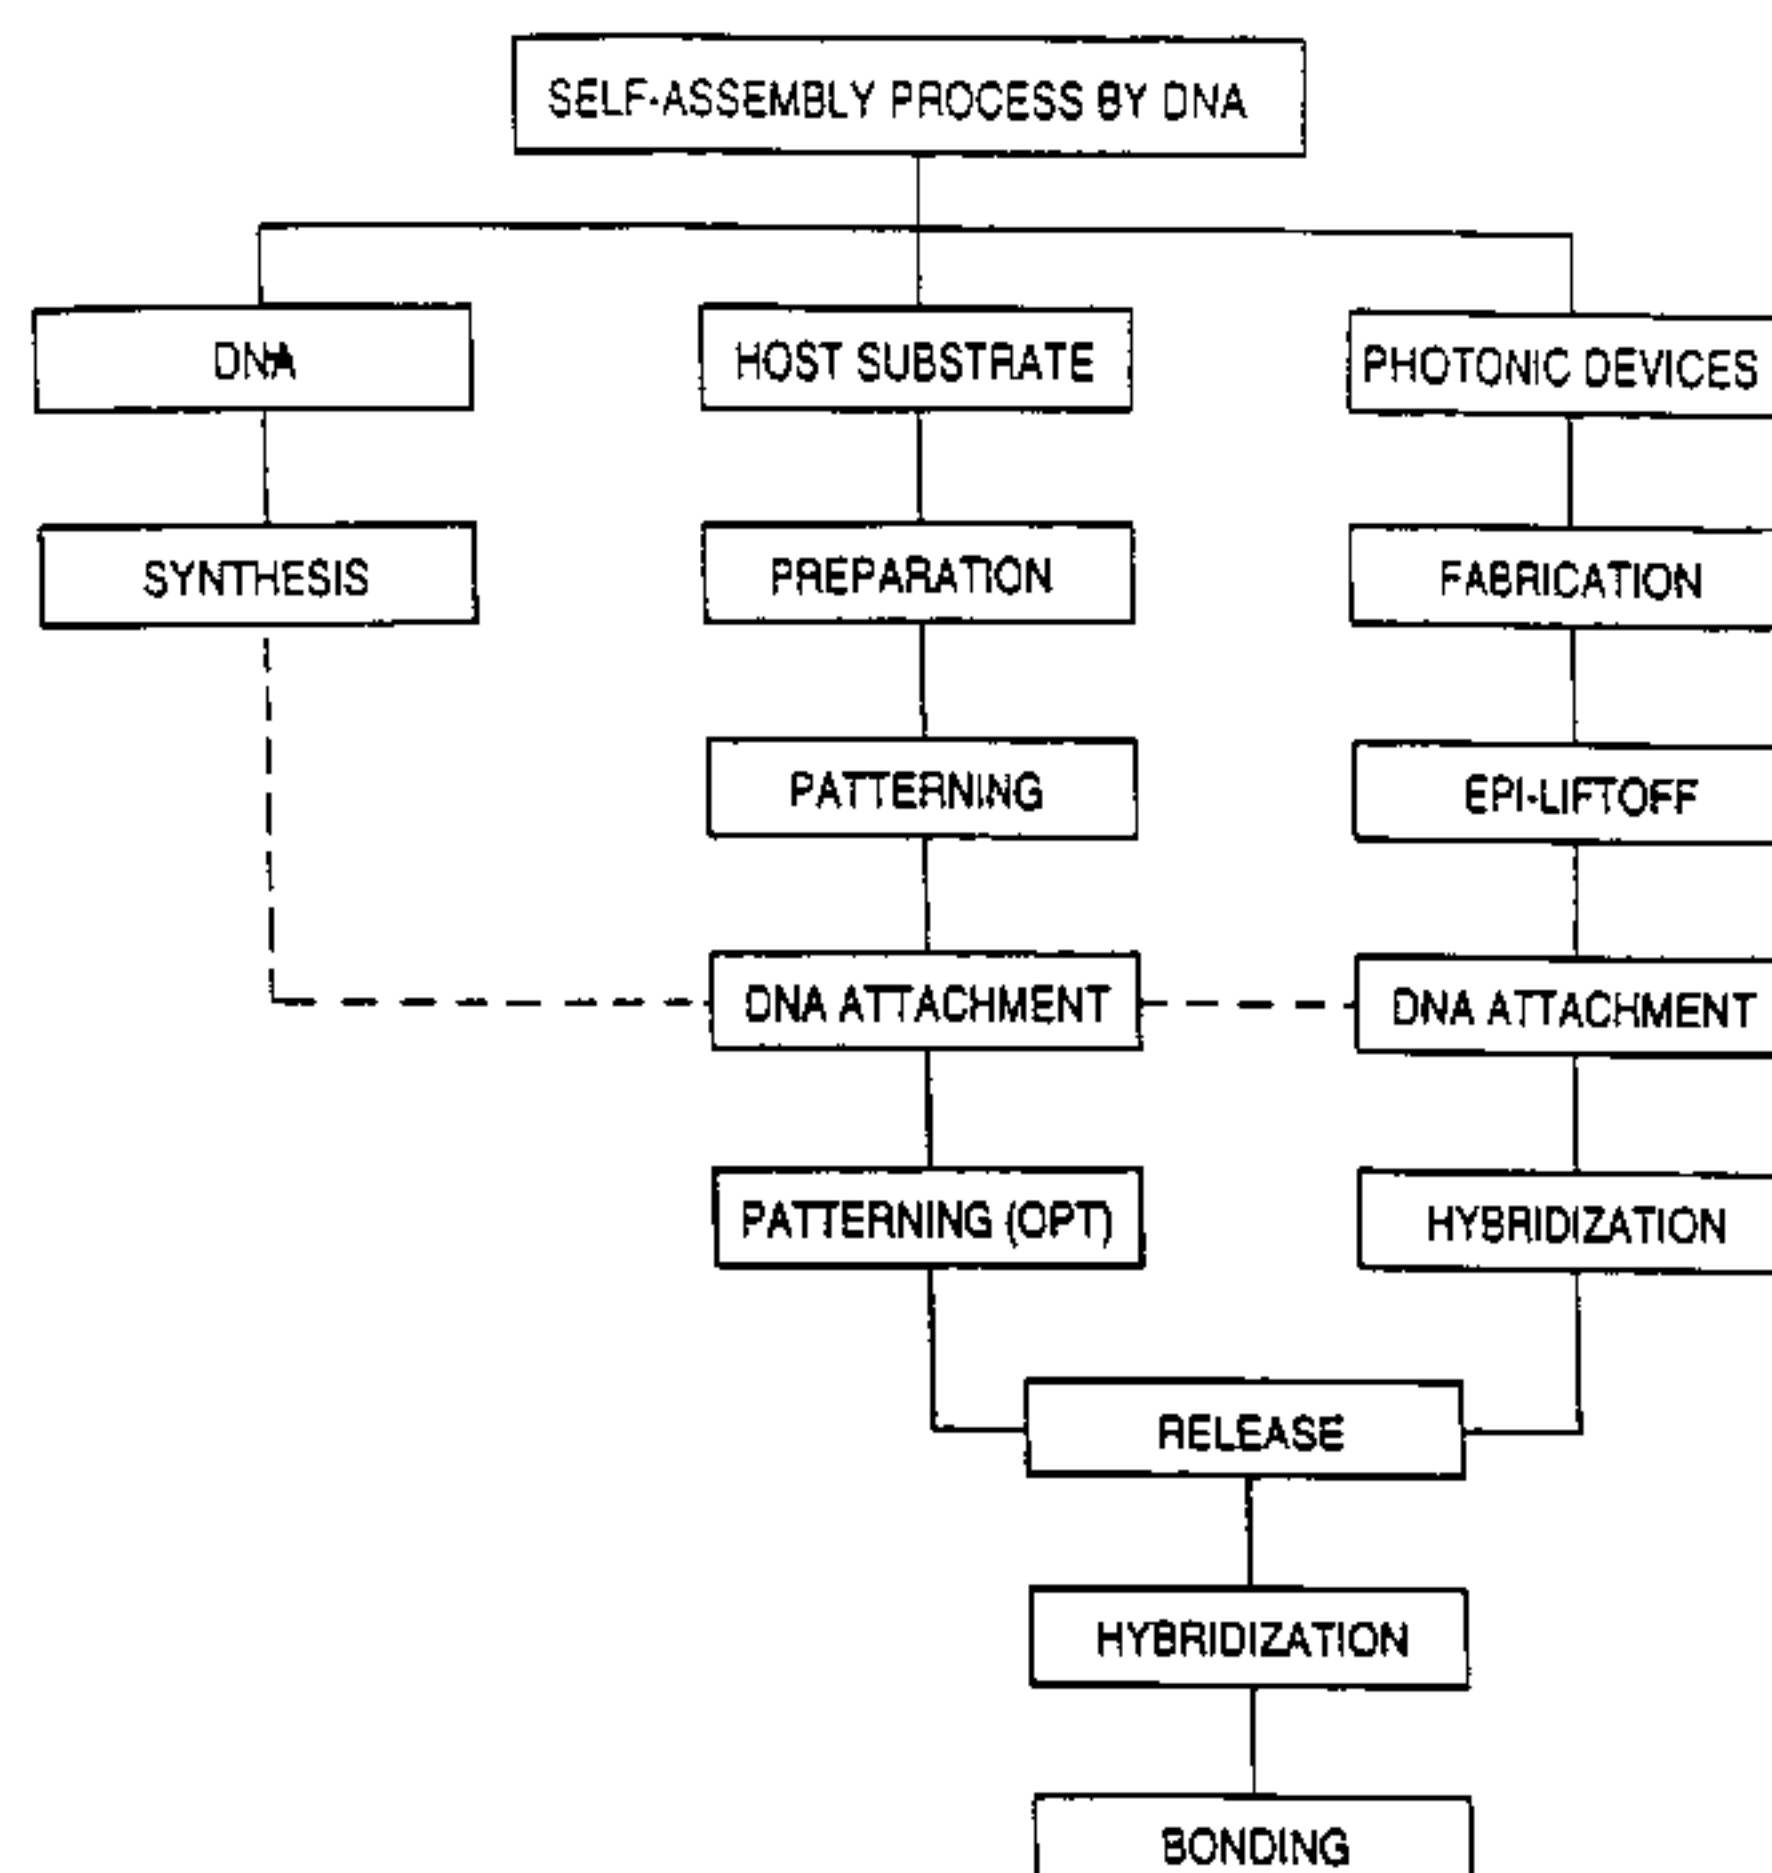 SELF-ASSEMBLY PROCESS BY DNA
DNA
HOST SUBSTRATE
PHOTONIC DEVICES
SYNTHESIS
PREPARATION
FABRICATION
PATTERNING
EPI-LIFTOFF
DNA ATTACHMENT
DNA ATTACHMENT
PATTERNING (OPT)
HYBRIDIZATION
RELEASE
HYBRIDIZATION
BONDING